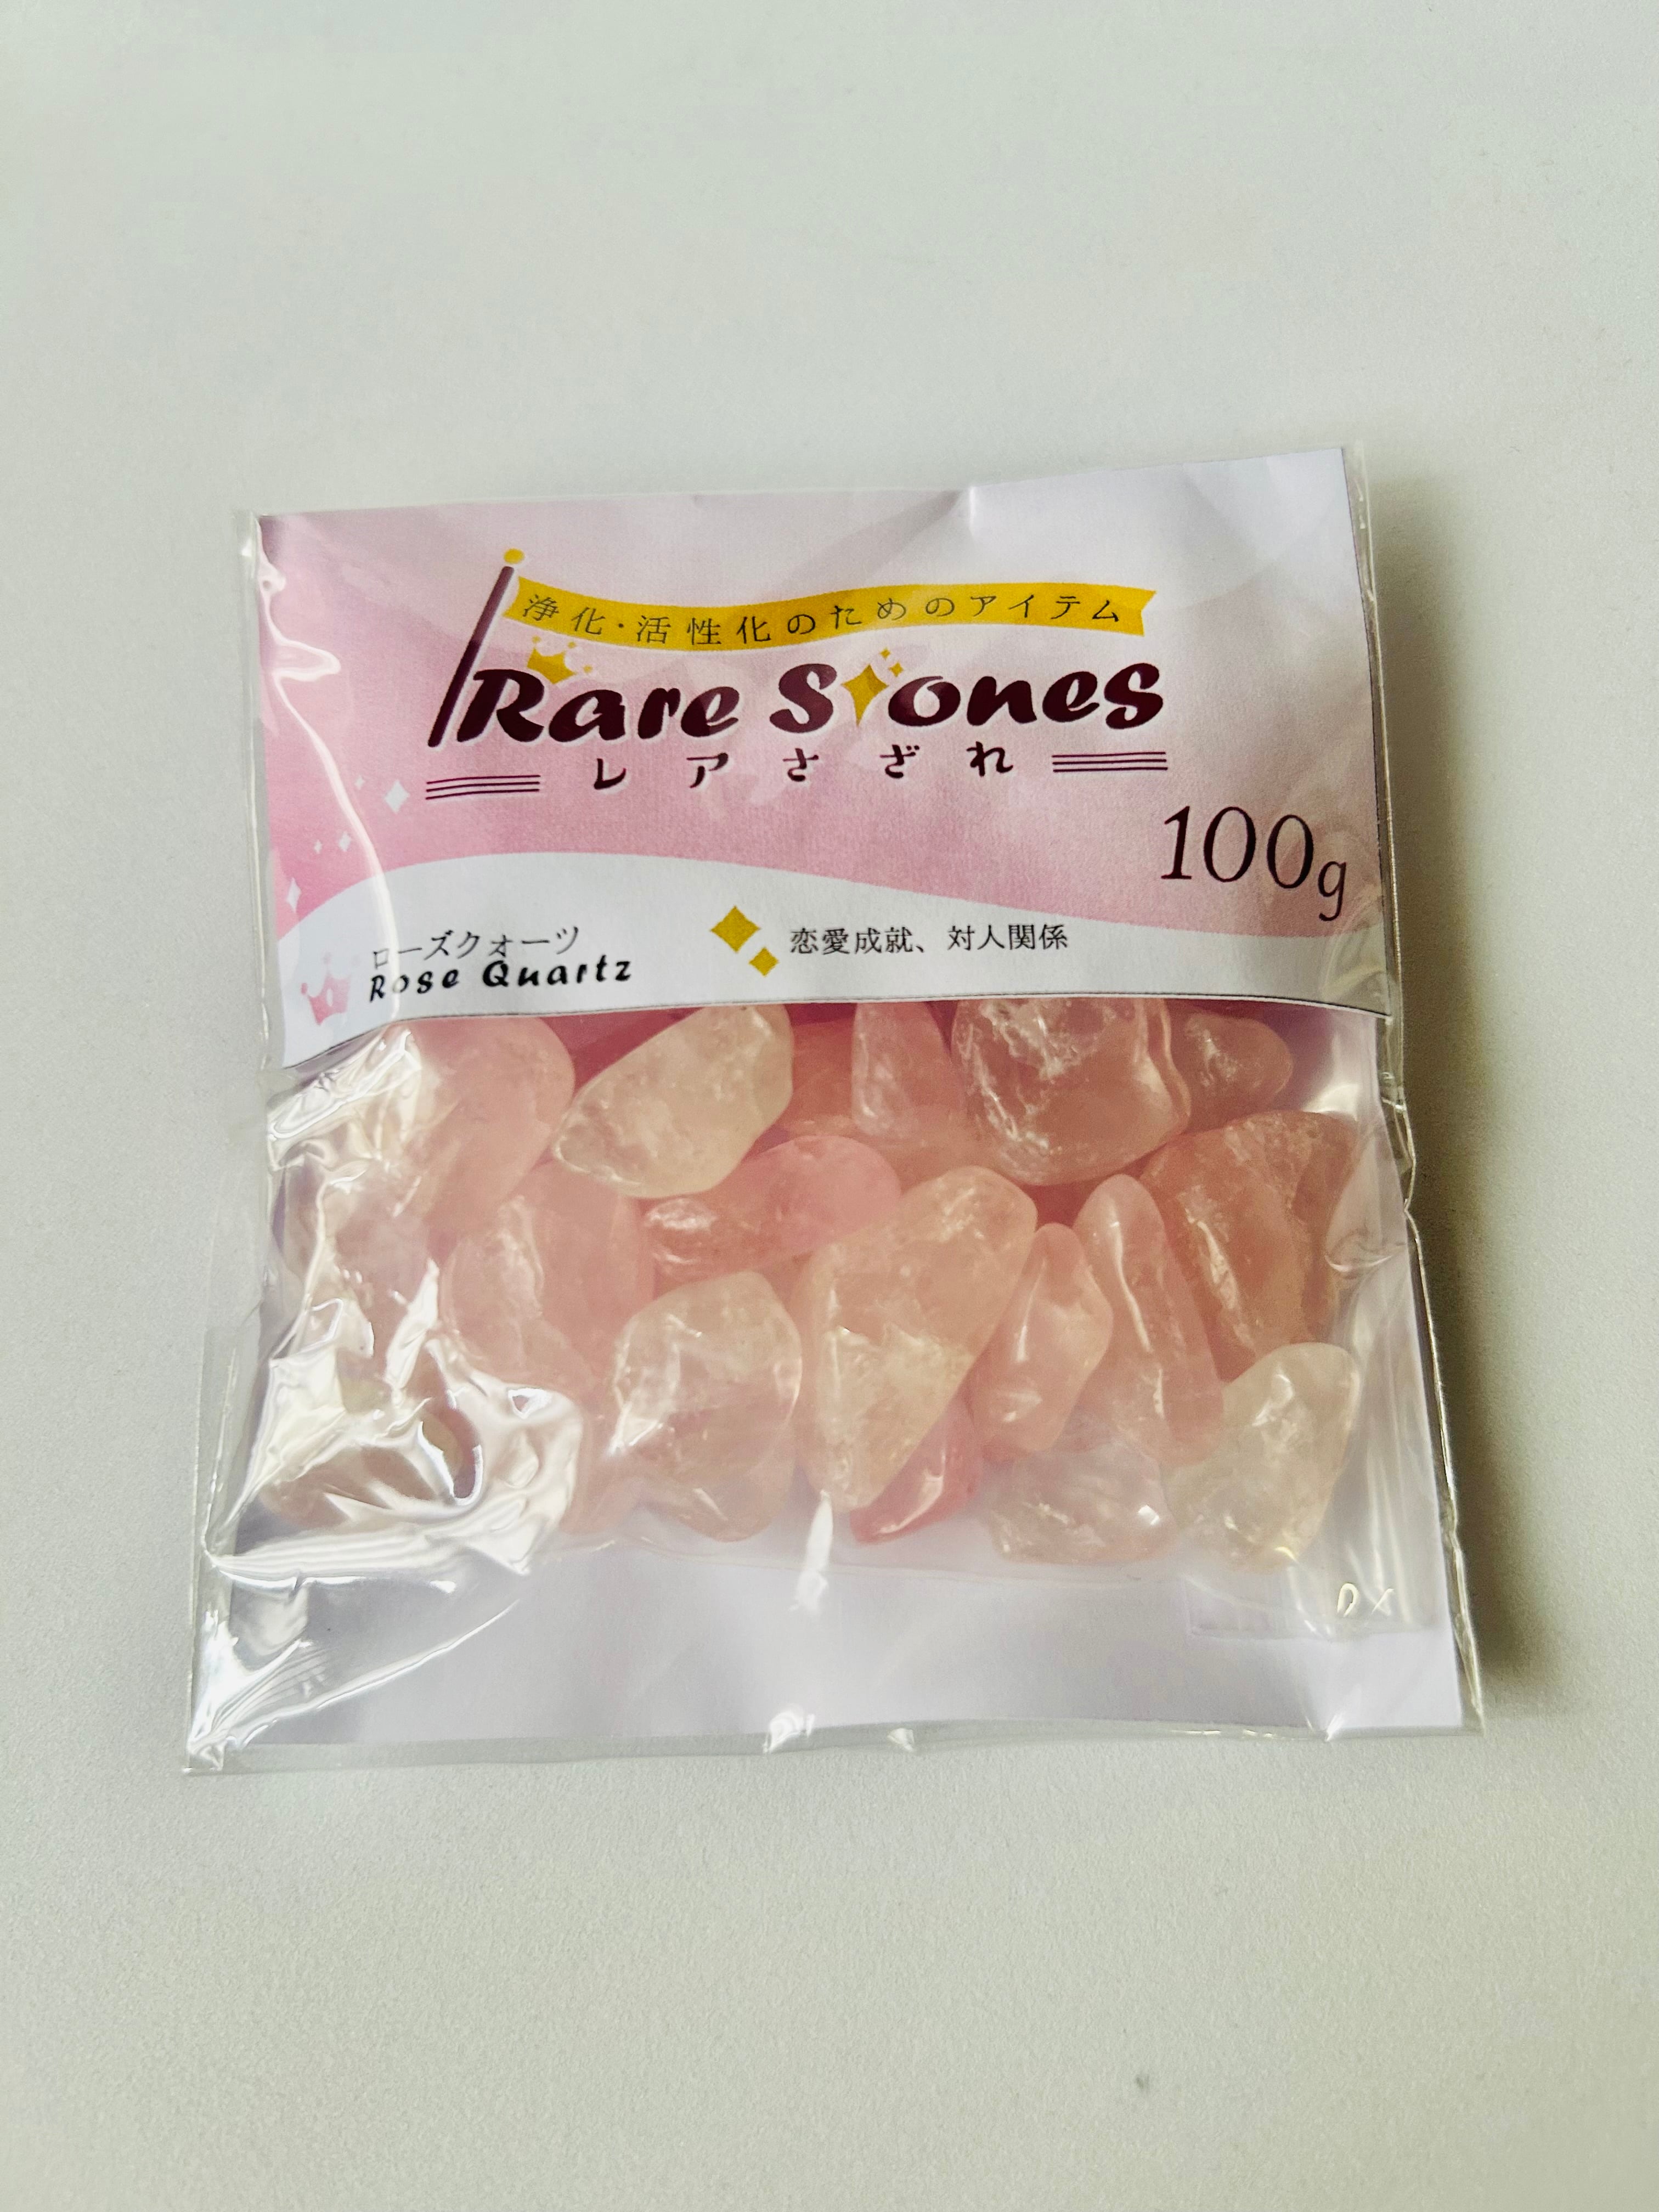 浄化・活性化のためのアイテム
Rare Stones
レアさざれ
100g
ローズクォーツ
Rose Quartz
恋愛成就、対人関係